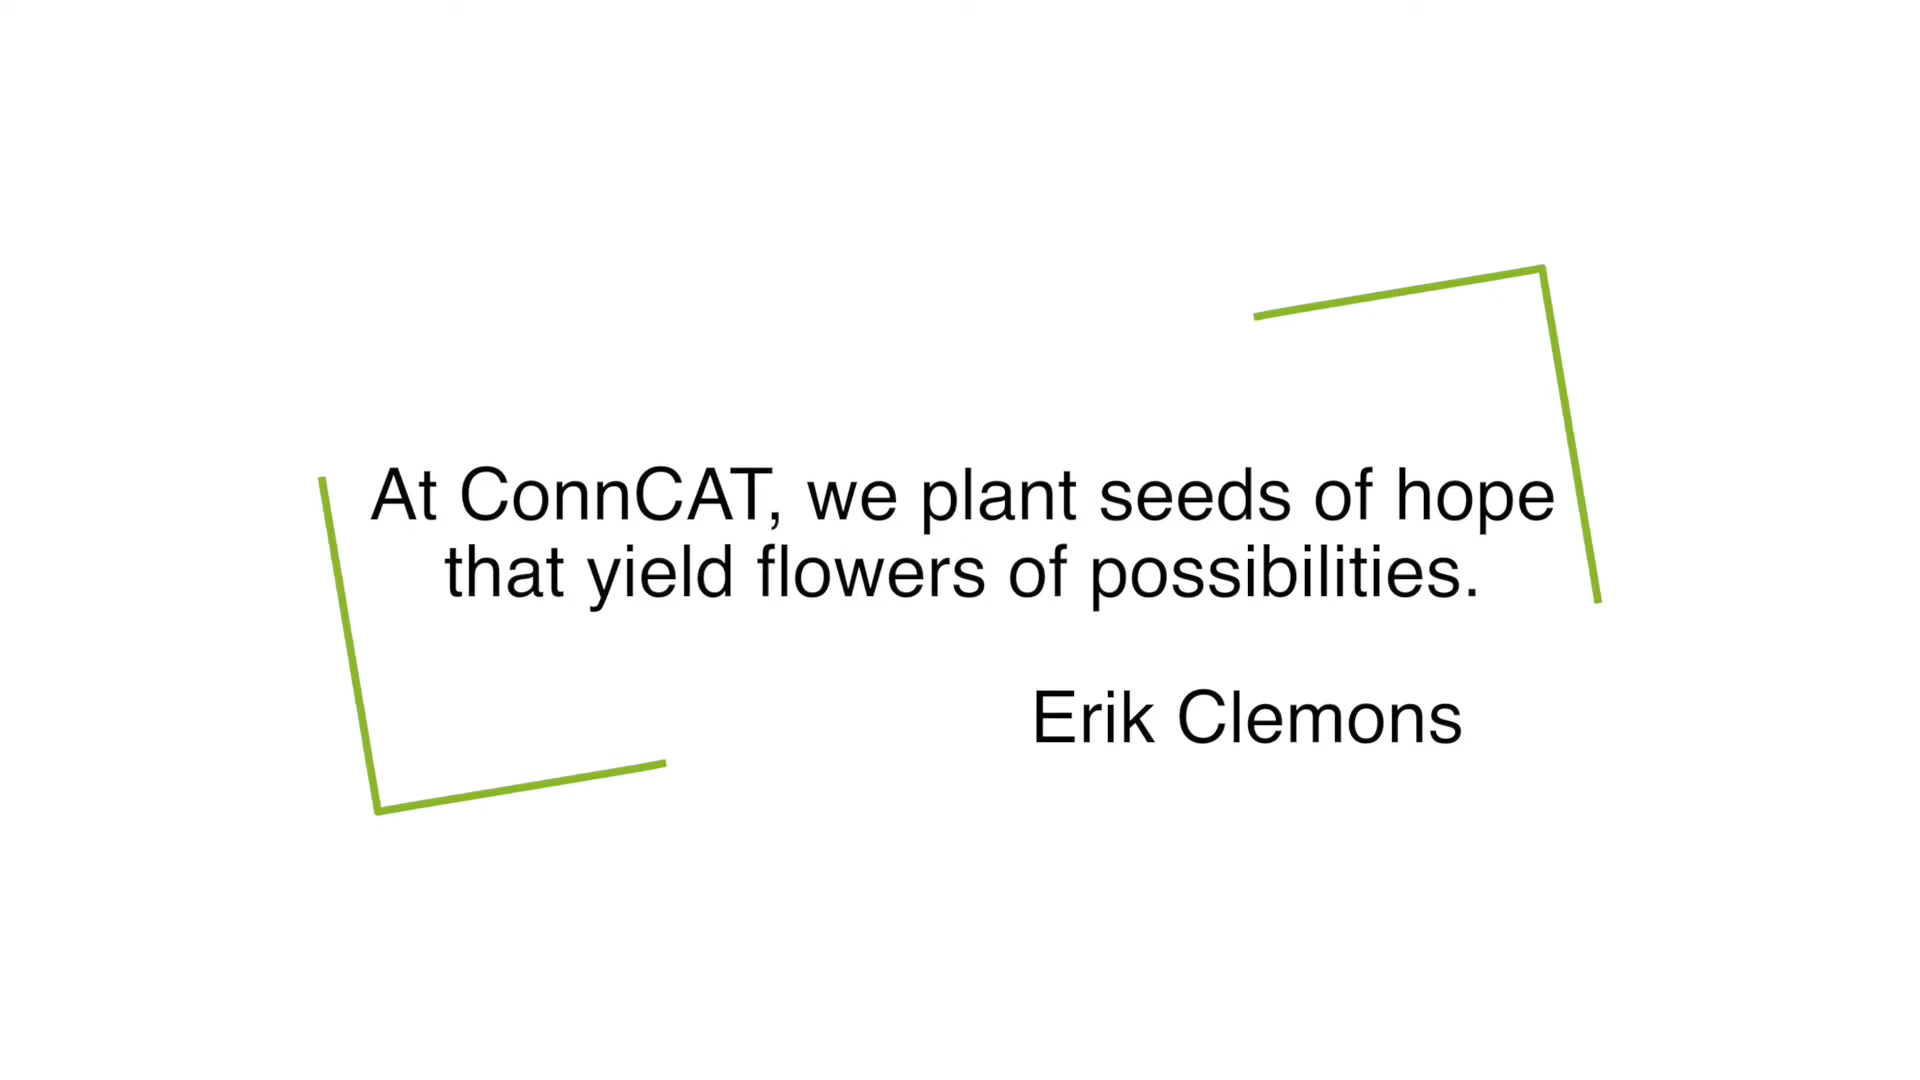 At ConnCAT, we plant seeds of hope
that yield flowers of possibilities.
Erik Clemons